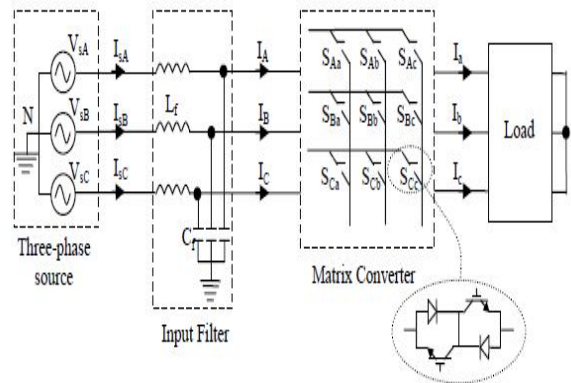 V_sA I_sA I_A S_Aa S_Ab S_Ac I_a
N V_sB I_sB L_f I_B S_Ba S_Bb S_Bc I_b Load
V_sC I_sC I_C S_Ca S_Cb S_Cc I_c
C_f
Three-phase
source
Input Filter
Matrix Converter